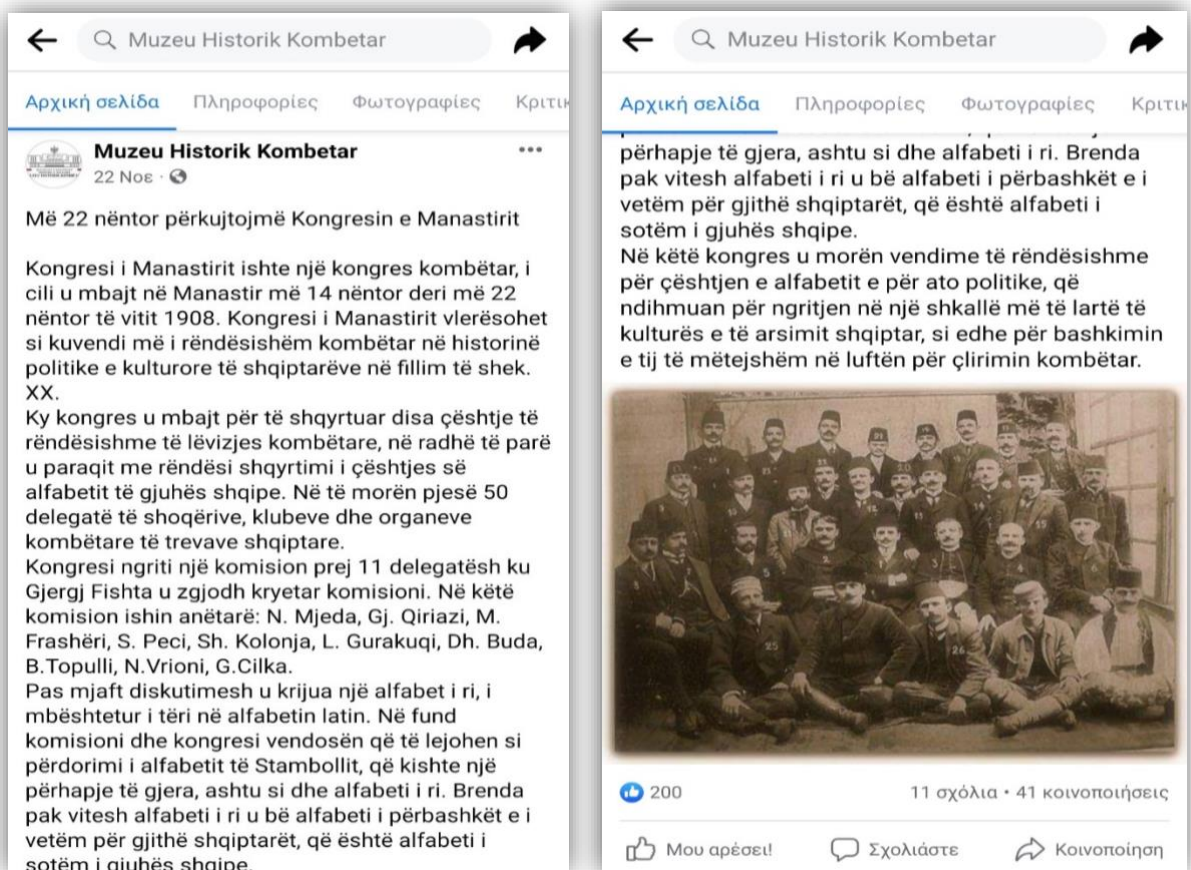 Muzeu Historik Kombetar
Αρχική σελίδα Πληροφορίες Φωτογραφίες Κριτικ
Muzeu Historik Kombetar
22 Νοε
Më 22 nëntor përkujtojmë Kongresin e Manastirit
Kongresi i Manastirit ishte një kongres kombëtar, i
cili u mbajt në Manastir më 14 nëntor deri më 22
nëntor të vitit 1908. Kongresi i Manastirit vlerësohet
si kuvendi më i rëndësishëm kombëtar në historinë
politike e kulturore të shqiptarëve në fillim të shek.
XX.
Ky kongres u mbajt për të shqyrtuar disa çështje të
rëndësishme të lëvizjes kombëtare, në radhë të parë
u paraqit me rëndësi shqyrtimi i çështjes së
alfabetit të gjuhës shqipe. Në të morën pjesë 50
delegatë të shoqërive, klubeve dhe organeve
kombëtare të trevave shqiptare.
Kongresi ngriti një komision prej 11 delegatësh ku
Gjergj Fishta u zgjodh kryetar komisioni. Në këtë
komision ishin anëtarë: N. Mjeda, Gj. Qiriazi, M.
Frashëri, S. Peci, Sh. Kolonja, L. Gurakuqi, Dh. Buda,
B.Topulli, N.Vrioni, G.Cilka.
Pas mjaft diskutimesh u krijua një alfabet i ri, i
mbështetur i tëri në alfabetin latin. Në fund
komisioni dhe kongresi vendosën që të lejohen si
përdorimi i alfabetit të Stambollit, që kishte një
përhapje të gjera, ashtu si dhe alfabeti i ri. Brenda
pak vitesh alfabeti i ri u bë alfabeti i përbashkët e i
vetëm për gjithë shqiptarët, që është alfabeti i
sotëm i gjuhës shqipe.
Muzeu Historik Kombetar
Αρχική σελίδα Πληροφορίες Φωτογραφίες Κριτικ
përhapje të gjera, ashtu si dhe alfabeti i ri. Brenda
pak vitesh alfabeti i ri u bë alfabeti i përbashkët e i
vetëm për gjithë shqiptarët, që është alfabeti i
sotëm i gjuhës shqipe.
Në këtë kongres u morën vendime të rëndësishme
për çështjen e alfabetit e për ato politike, që
ndihmuan për ngritjen në një shkallë më të lartë të
kulturës e të arsimit shqiptar, si edhe për bashkimin
e tij të mëtejshëm në luftën për çlirimin kombëtar.
25
26
200 11 σχόλια • 41 κοινοποιήσεις
Μου αρέσει! Σχολιάστε Κοινοποίηση